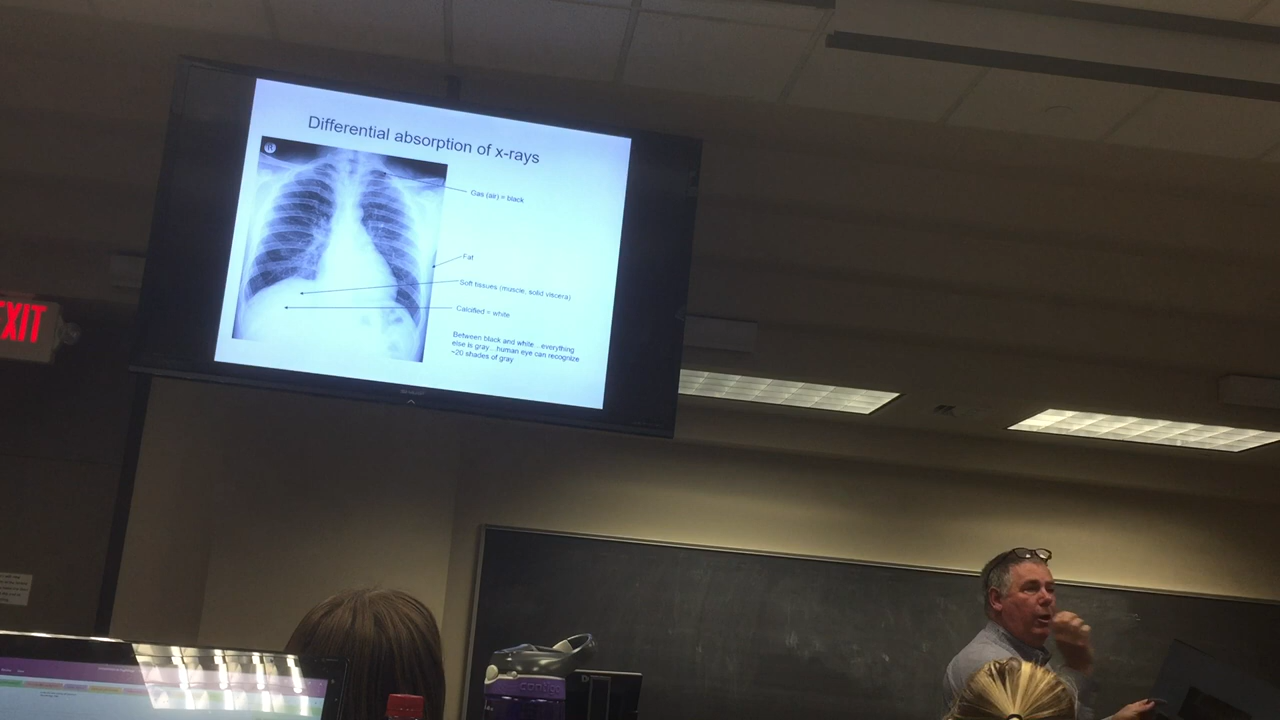 Differential absorption of x-rays
R
Gas (air) = black
Fat
Soft tissues (muscle, solid viscera)
Calcified = white
Between black and white... everything
else is gray... human eye can recognize
~20 shades of gray
EXIT
contigo